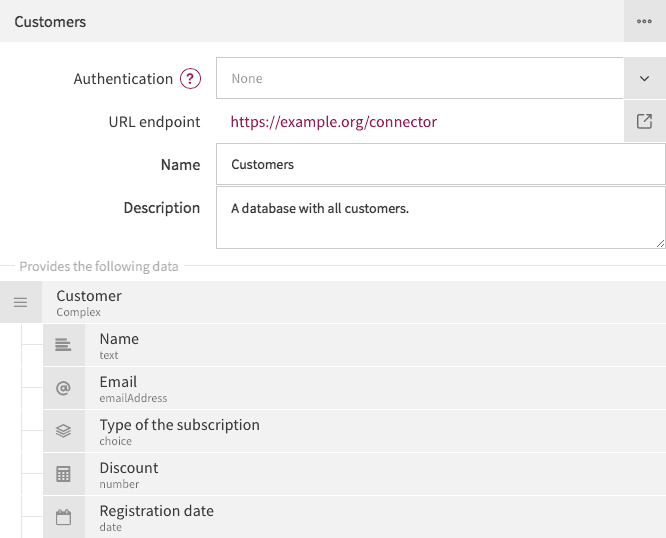 Customers
Authentication ? None
URL endpoint https://example.org/connector
Name Customers
Description A database with all customers.
Provides the following data
Customer
Complex
Name
text
@ Email
emailAddress
Type of the subscription
choice
Discount
number
Registration date
date